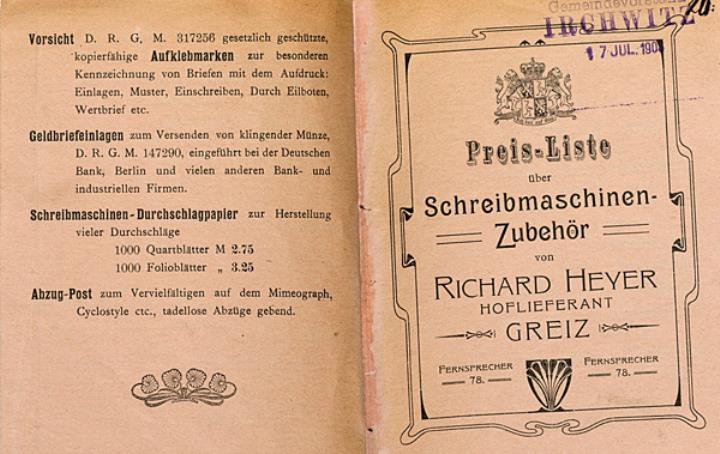 Vorsicht D. R. G. M. 317256 gesetzlich geschützte,
kopierfähige Aufklebmarken zur besonderen
Kennzeichnung von Briefen mit dem Aufdruck:
Einlagen, Muster, Einschreiben, Durch Eilboten,
Wertbrief etc.
Geldbriefeinlagen zum Versenden von klingender Münze,
D. R. G. M. 147290, eingeführt bei der Deutschen
Bank, Berlin und vielen anderen Bank- und
industriellen Firmen.
Schreibmaschinen-Durchschlagpapier zur Herstellung
vieler Durchschläge
1000 Quartblätter M 2.75
1000 Folioblätter „ 3.25
Abzug-Post zum Vervielfältigen auf dem Mimeograph,
Cyclostyle etc., tadellose Abzüge gebend.
Gemeindevorstand
IRCHWITZ
17 JUL. 190
Preis-Liste
über
Schreibmaschinen-
Zubehör
von
RICHARD HEYER
HOFLIEFERANT
GREIZ
FERNSPRECHER
78.
FERNSPRECHER
78.